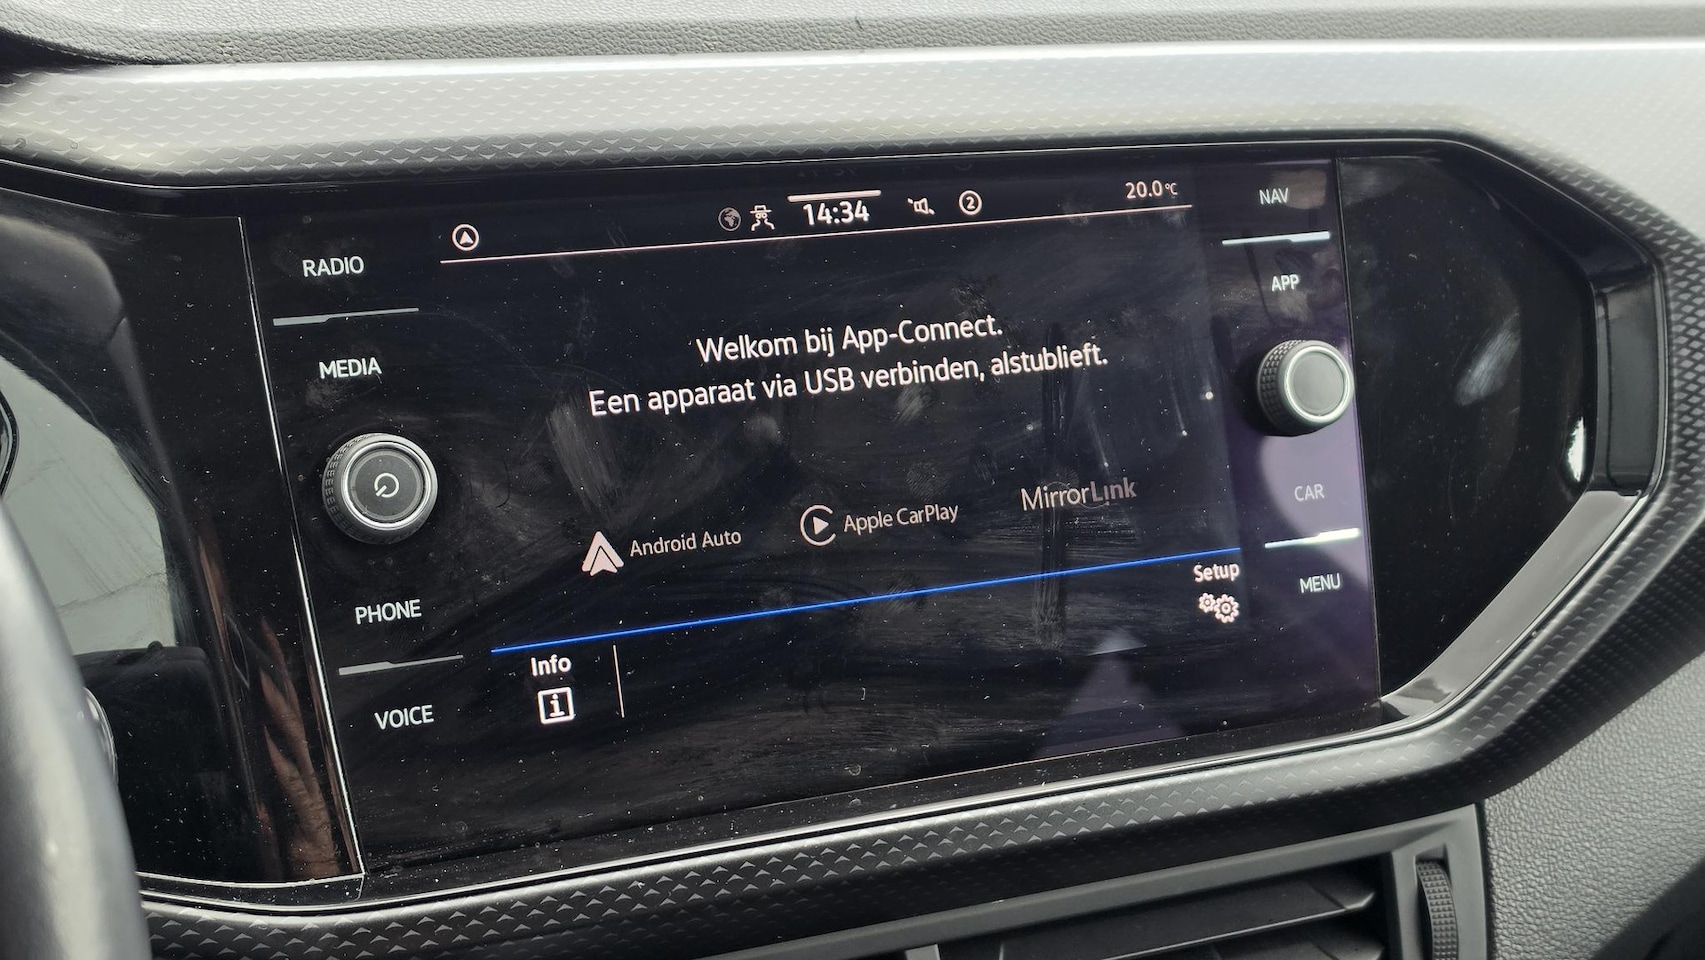 RADIO
MEDIA
PHONE
VOICE
14:34
2
20.0°C
Welkom bij App-Connect.
Een apparaat via USB verbinden, alstublieft.
Android Auto
Apple CarPlay
MirrorLink
Setup
Info
i
NAV
APP
CAR
MENU